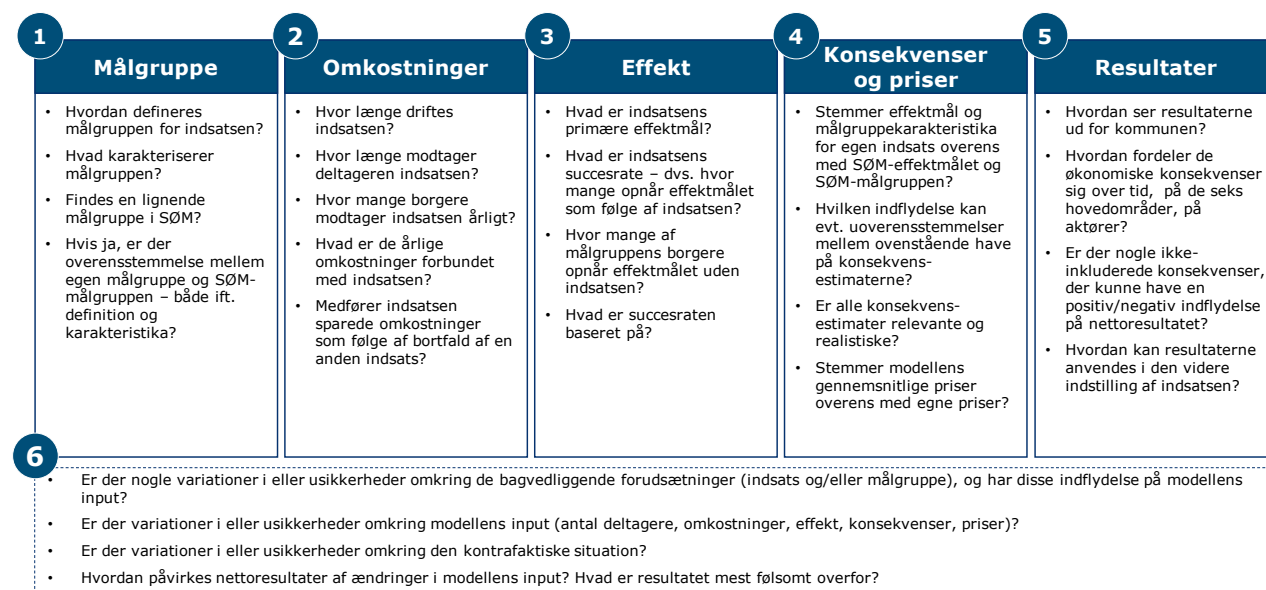 1
Målgruppe
• Hvordan defineres
målgruppen for indsatsen?
• Hvad karakteriserer
målgruppen?
• Findes en lignende
målgruppe i SØM?
• Hvis ja, er der
overensstemmelse mellem
egen målgruppe og SØM-
målgruppen – både ift.
definition og
karakteristika?
2
Omkostninger
• Hvor længe driftes
indsatsen?
• Hvor længe modtager
deltageren indsatsen?
• Hvor mange borgere
modtager indsatsen årligt?
• Hvad er de årlige
omkostninger forbundet
med indsatsen?
• Medfører indsatsen
sparede omkostninger
som følge af bortfald af en
anden indsats?
3
Effekt
• Hvad er indsatsens
primære effektmål?
• Hvad er indsatsens
succesrate – dvs. hvor
mange opnår effektmålet
som følge af indsatsen?
• Hvor mange af
målgruppens borgere
opnår effektmålet uden
indsatsen?
• Hvad er succesraten
baseret på?
4
Konsekvenser
og priser
• Stemmer effektmål og
målgruppekarakteristika
for egen indsats overens
med SØM-effektmålet og
SØM-målgruppen?
• Hvilken indflydelse kan
evt. uoverensstemmelser
mellem ovenstående have
på konsekvens-
estimaterne?
• Er alle konsekvens-
estimater relevante og
realistiske?
• Stemmer modellens
gennemsnitlige priser
overens med egne priser?
5
Resultater
• Hvordan ser resultaterne
ud for kommunen?
• Hvordan fordeler de
økonomiske konsekvenser
sig over tid, på de seks
hovedområder, på
aktører?
• Er der nogle ikke-
inkluderede konsekvenser,
der kunne have en
positiv/negativ indflydelse
på nettoresultatet?
• Hvordan kan resultaterne
anvendes i den videre
indstilling af indsatsen?
6
• Er der nogle variationer i eller usikkerheder omkring de bagvedliggende forudsætninger (indsats og/eller målgruppe), og har disse indflydelse på modellens
input?
• Er der variationer i eller usikkerheder omkring modellens input (antal deltagere, omkostninger, effekt, konsekvenser, priser)?
• Er der variationer i eller usikkerheder omkring den kontrafaktiske situation?
• Hvordan påvirkes nettoresultater af ændringer i modellens input? Hvad er resultatet mest følsomt overfor?